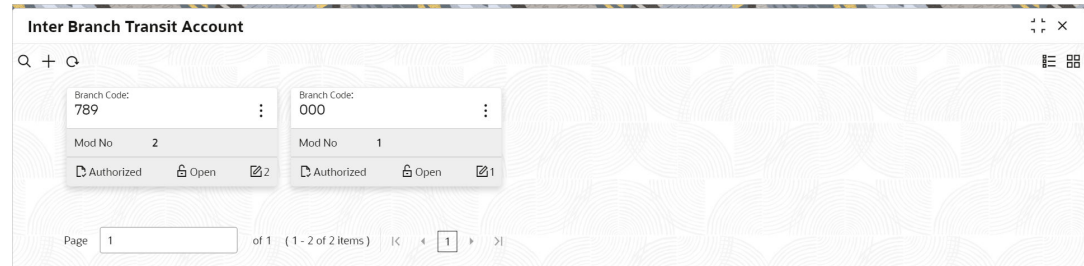 Inter Branch Transit Account
Branch Code: Branch Code:
789 000
Mod No 2 Mod No 1
Authorized Open 2 Authorized Open 1
Page 1 of 1 ( 1 - 2 of 2 items ) 1